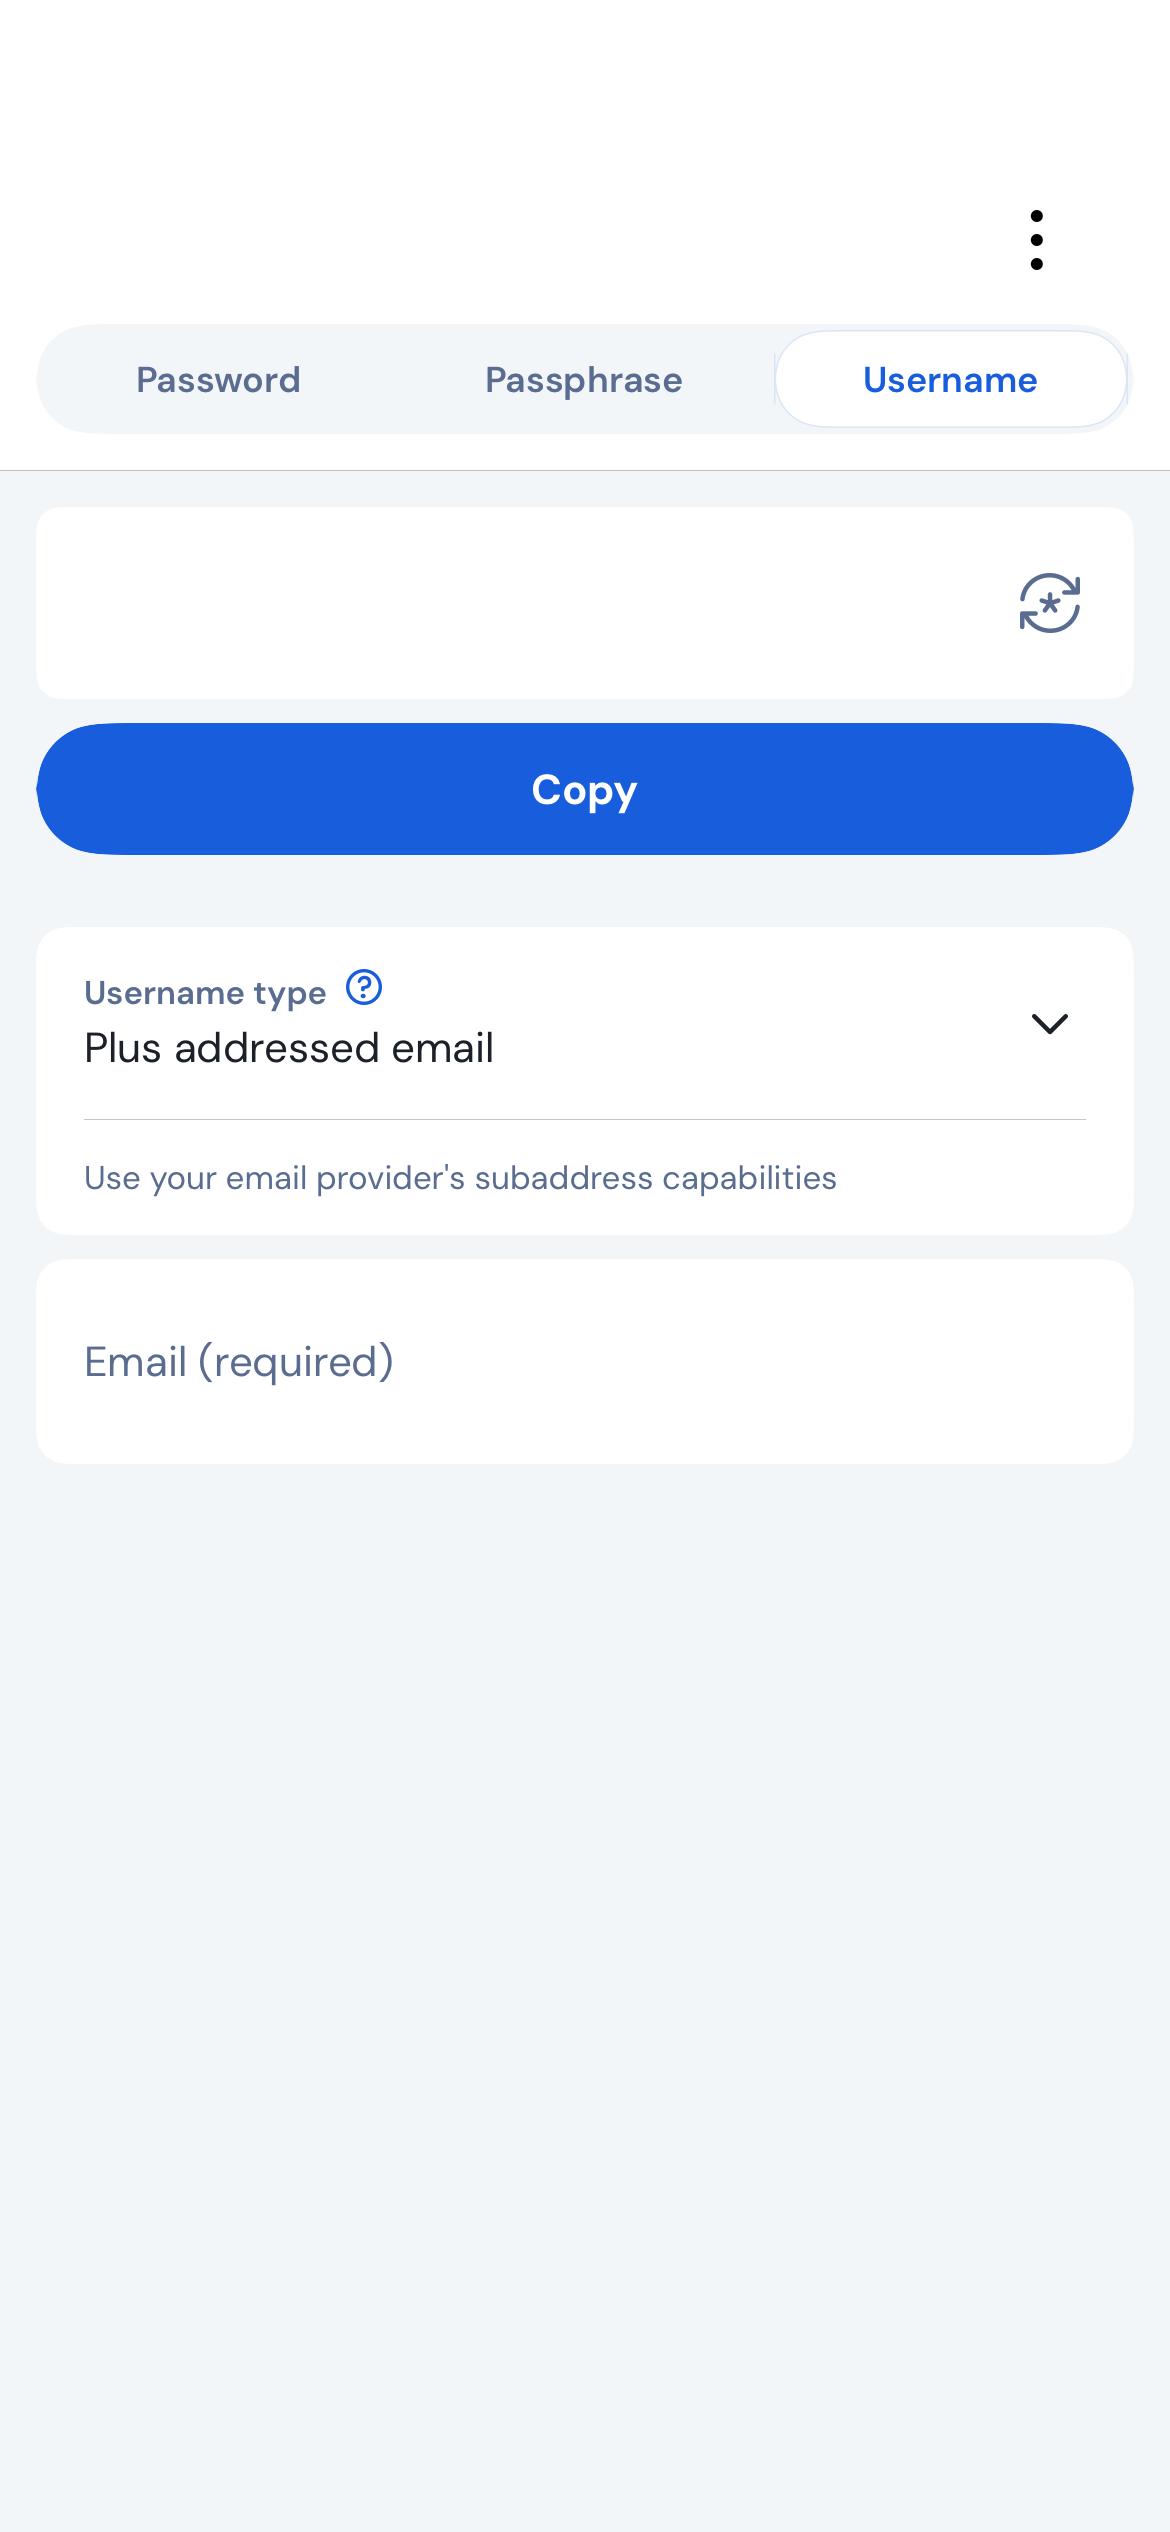 Password Passphrase Username
Copy
Username type
Plus addressed email
Use your email provider's subaddress capabilities
Email (required)